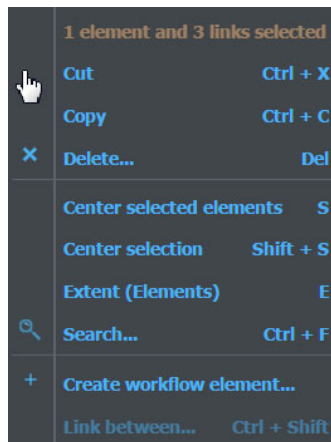 1 element and 3 links selected
Cut Ctrl + X
Copy Ctrl + C
Delete... Del
Center selected elements S
Center selection Shift + S
Extent (Elements) E
Search... Ctrl + F
Create workflow element...
Link between... Ctrl + Shift